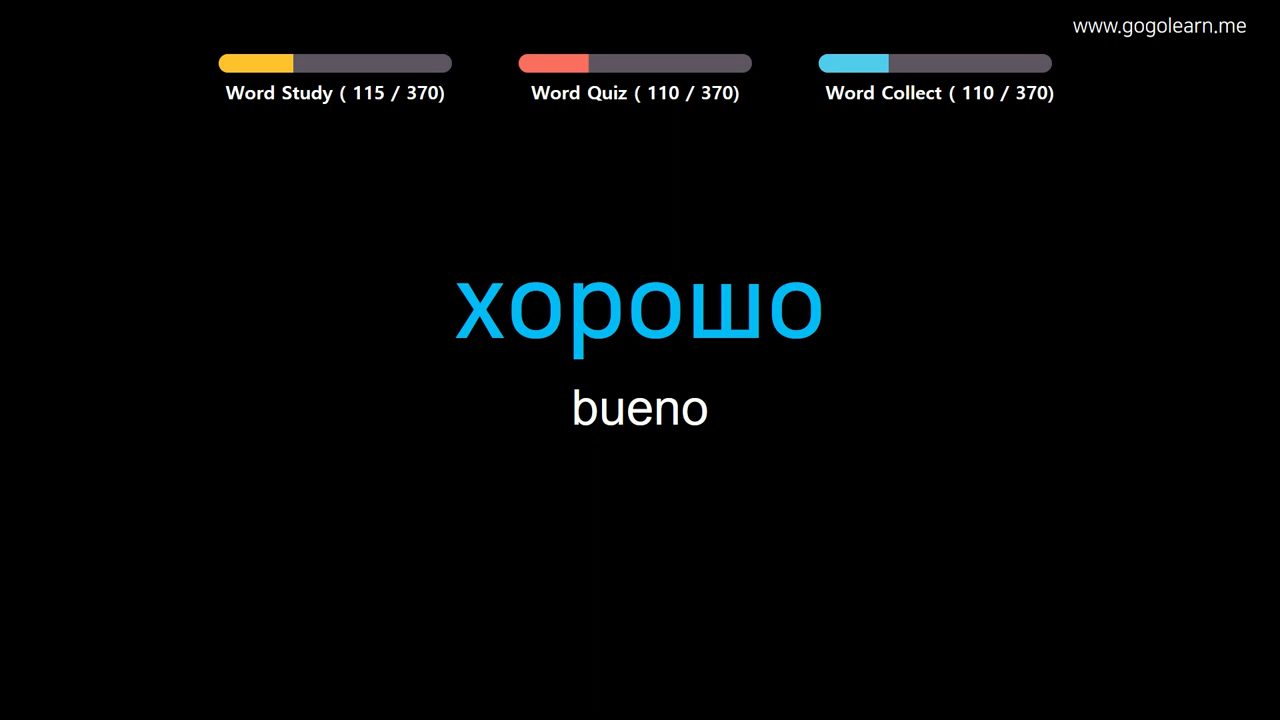 www.gogolearn.me
Word Study ( 115 / 370)
Word Quiz ( 110 / 370)
Word Collect ( 110 / 370)
хорошо
bueno